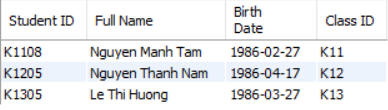 Student ID Full Name Birth Date Class ID
K1108 Nguyen Manh Tam 1986-02-27 K11
K1205 Nguyen Thanh Nam 1986-04-17 K12
K1305 Le Thi Huong 1986-03-27 K13